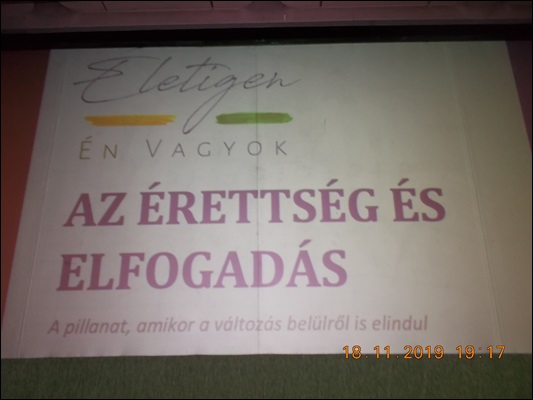 Életigen
ÉN VAGYOK
AZ ÉRETTSÉG ÉS
ELFOGADÁS
A pillanat, amikor a változás belülről is elindul
18.11.2019 19:17